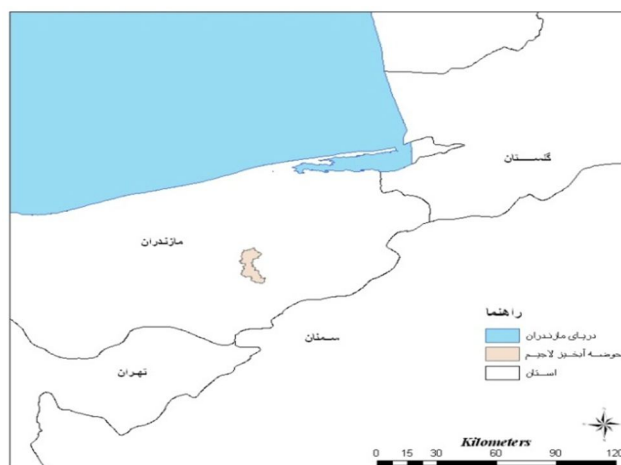 گلستان
مازندران
سمنان
تهران
راهنما
دریای مازندران
حوضه آبخیز لاجیم
استان
Kilometers
0 15 30 60 90 120